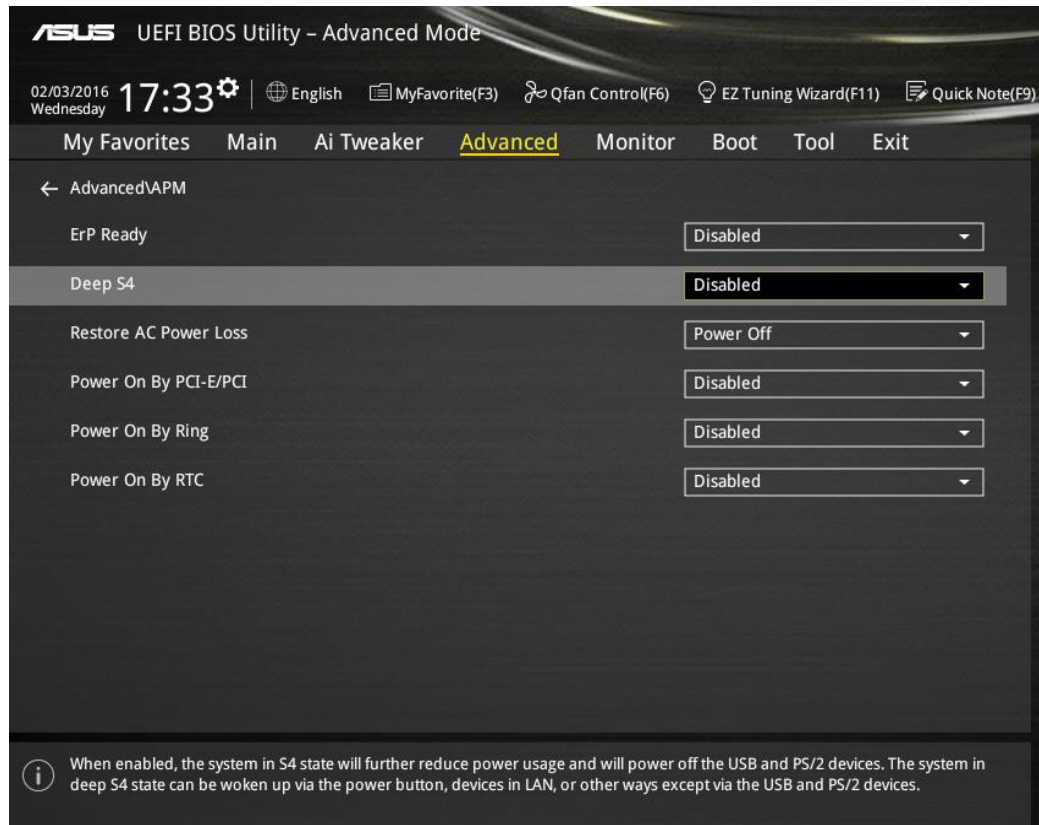 ASUS UEFI BIOS Utility – Advanced Mode
02/03/2016
Wednesday
17:33
English
MyFavorite(F3)
Qfan Control(F6)
EZ Tuning Wizard(F11)
Quick Note(F9)
My Favorites Main Ai Tweaker Advanced Monitor Boot Tool Exit
Advanced\APM
ErP Ready Disabled
Deep S4 Disabled
Restore AC Power Loss Power Off
Power On By PCI-E/PCI Disabled
Power On By Ring Disabled
Power On By RTC Disabled
When enabled, the system in S4 state will further reduce power usage and will power off the USB and PS/2 devices. The system in
deep S4 state can be woken up via the power button, devices in LAN, or other ways except via the USB and PS/2 devices.